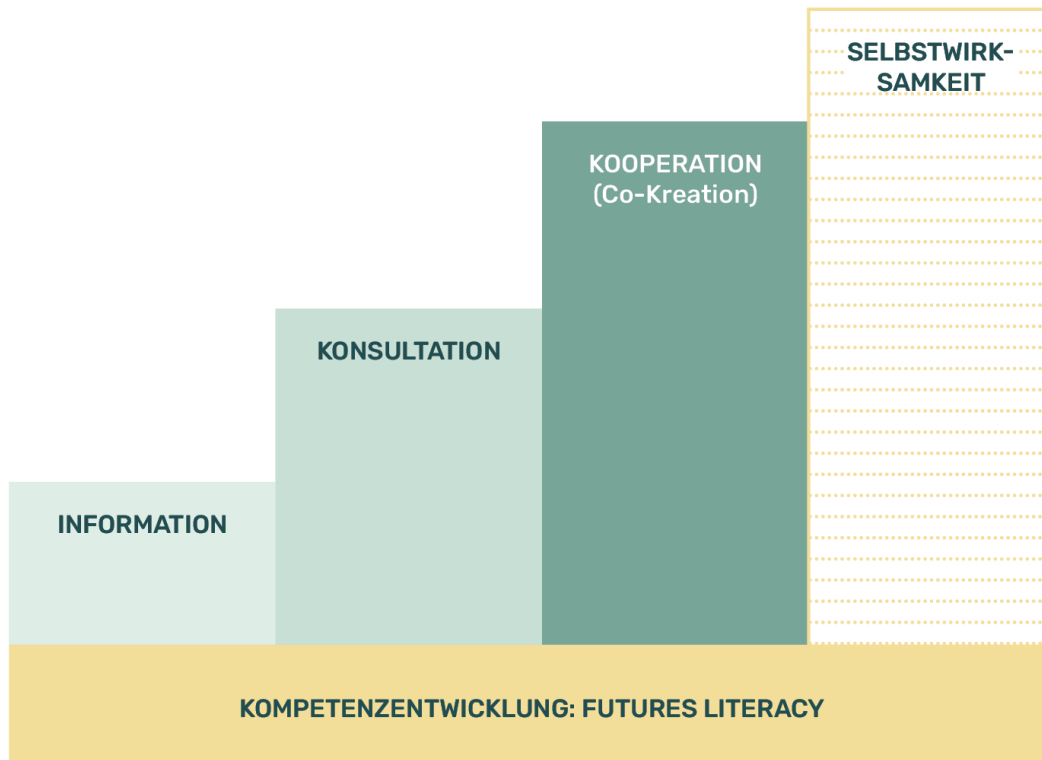 SELBSTWIRK-
SAMKEIT
KOOPERATION
(Co-Kreation)
KONSULTATION
INFORMATION
KOMPETENZENTWICKLUNG: FUTURES LITERACY